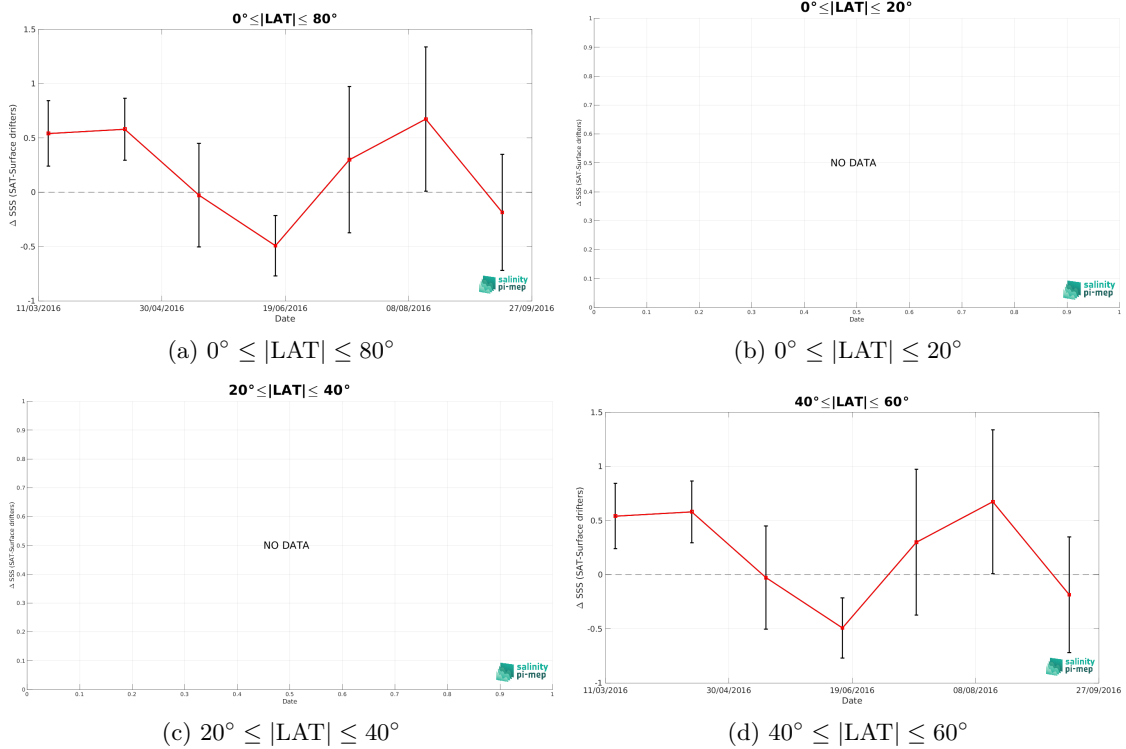 0°≤|LAT|≤ 80°
1.5
1
0.5
0
-0.5
-1
Δ SSS (SAT-Surface drifters)
11/03/2016 30/04/2016 19/06/2016 08/08/2016 27/09/2016
Date
salinity
pi-mep
(a) 0° ≤ |LAT| ≤ 80°
0°≤|LAT|≤ 20°
1
0.9
0.8
0.7
0.6
0.5
0.4
0.3
0.2
0.1
0
Δ SSS (SAT-Surface drifters)
NO DATA
0 0.1 0.2 0.3 0.4 0.5 0.6 0.7 0.8 0.9 1
Date
salinity
pi-mep
(b) 0° ≤ |LAT| ≤ 20°
20°≤|LAT|≤ 40°
1
0.9
0.8
0.7
0.6
0.5
0.4
0.3
0.2
0.1
0
Δ SSS (SAT-Surface drifters)
NO DATA
0 0.1 0.2 0.3 0.4 0.5 0.6 0.7 0.8 0.9 1
Date
salinity
pi-mep
(c) 20° ≤ |LAT| ≤ 40°
40°≤|LAT|≤ 60°
1.5
1
0.5
0
-0.5
-1
Δ SSS (SAT-Surface drifters)
11/03/2016 30/04/2016 19/06/2016 08/08/2016 27/09/2016
Date
salinity
pi-mep
(d) 40° ≤ |LAT| ≤ 60°